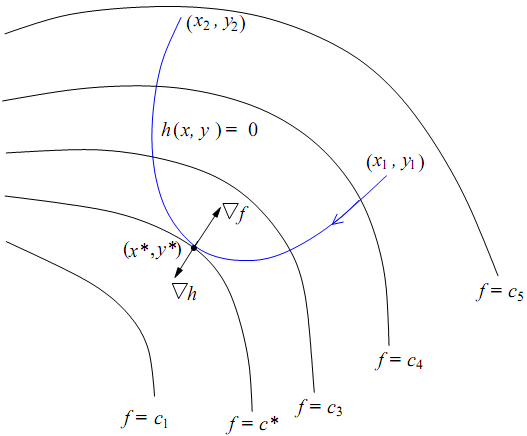 (x₂, y₂)
h(x, y) = 0
(x₁, y₁)
▽f
(x*, y*)
▽h
f = c₅
f = c₄
f = c₃
f = c*
f = c₁